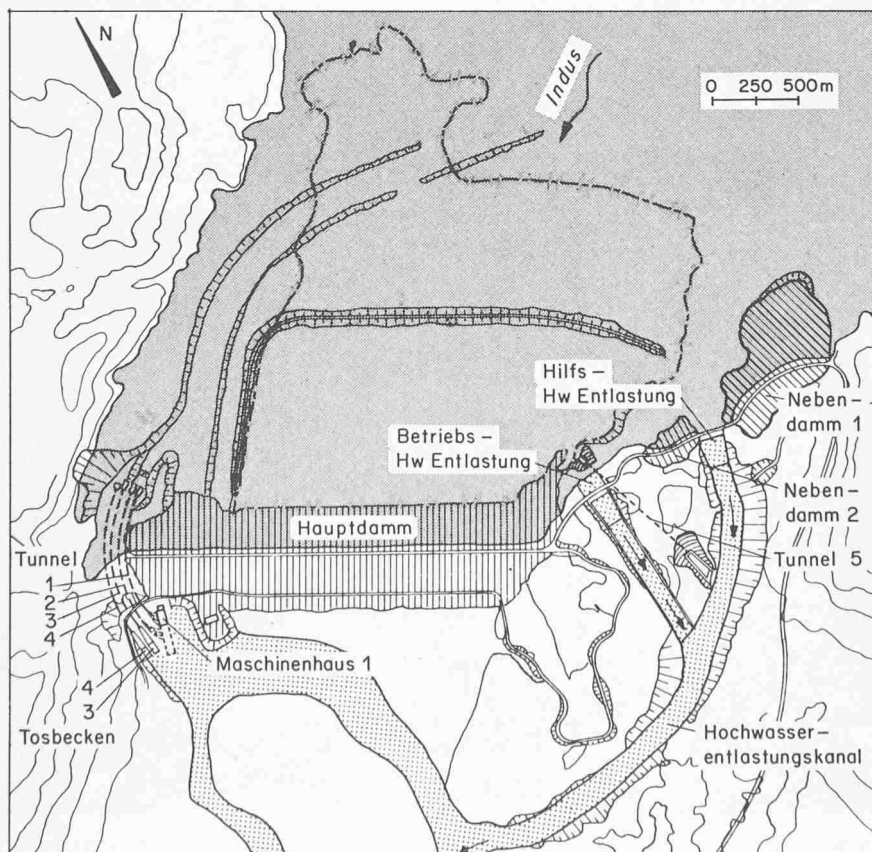 N
Indus
0 250 500m
Hilfs –
Hw Entlastung
Neben-
damm 1
Betriebs –
Hw Entlastung
Neben-
damm 2
Hauptdamm
Tunnel 5
Tunnel
1
2
3
4
Maschinenhaus 1
4
3
Tosbecken
Hochwasser-
entlastungskanal